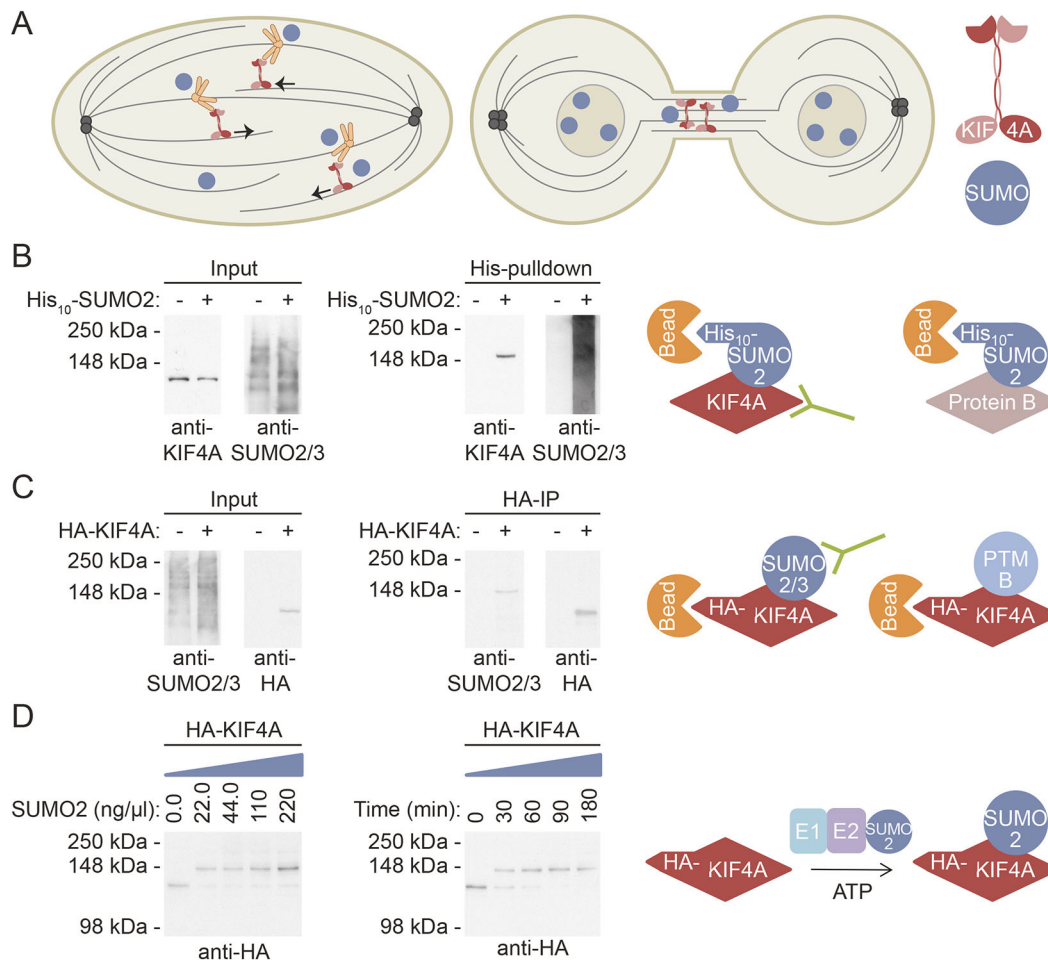 A
KIF 4A
SUMO
B
Input
His10-SUMO2: - +
250 kDa -
148 kDa -
anti-
KIF4A
anti-
SUMO2/3
His-pulldown
His10-SUMO2: - +
250 kDa -
148 kDa -
anti-
KIF4A
anti-
SUMO2/3
Bead
His10-
SUMO
2
KIF4A
Bead
His10-
SUMO
2
Protein B
C
Input
HA-KIF4A: - + - +
250 kDa -
148 kDa -
anti-
SUMO2/3
anti-
HA
HA-IP
HA-KIF4A: - + - +
250 kDa -
148 kDa -
anti-
SUMO2/3
anti-
HA
Bead
HA-
SUMO
2/3
KIF4A
Bead
HA-
PTM
B
KIF4A
D
HA-KIF4A
SUMO2 (ng/µl): 0.0 22.0 44.0 110 220
250 kDa -
148 kDa -
98 kDa -
anti-HA
HA-KIF4A
Time (min): 0 30 60 90 180
250 kDa -
148 kDa -
98 kDa -
anti-HA
HA-KIF4A
E1 E2 SUMO
2
ATP
SUMO
2
HA-KIF4A